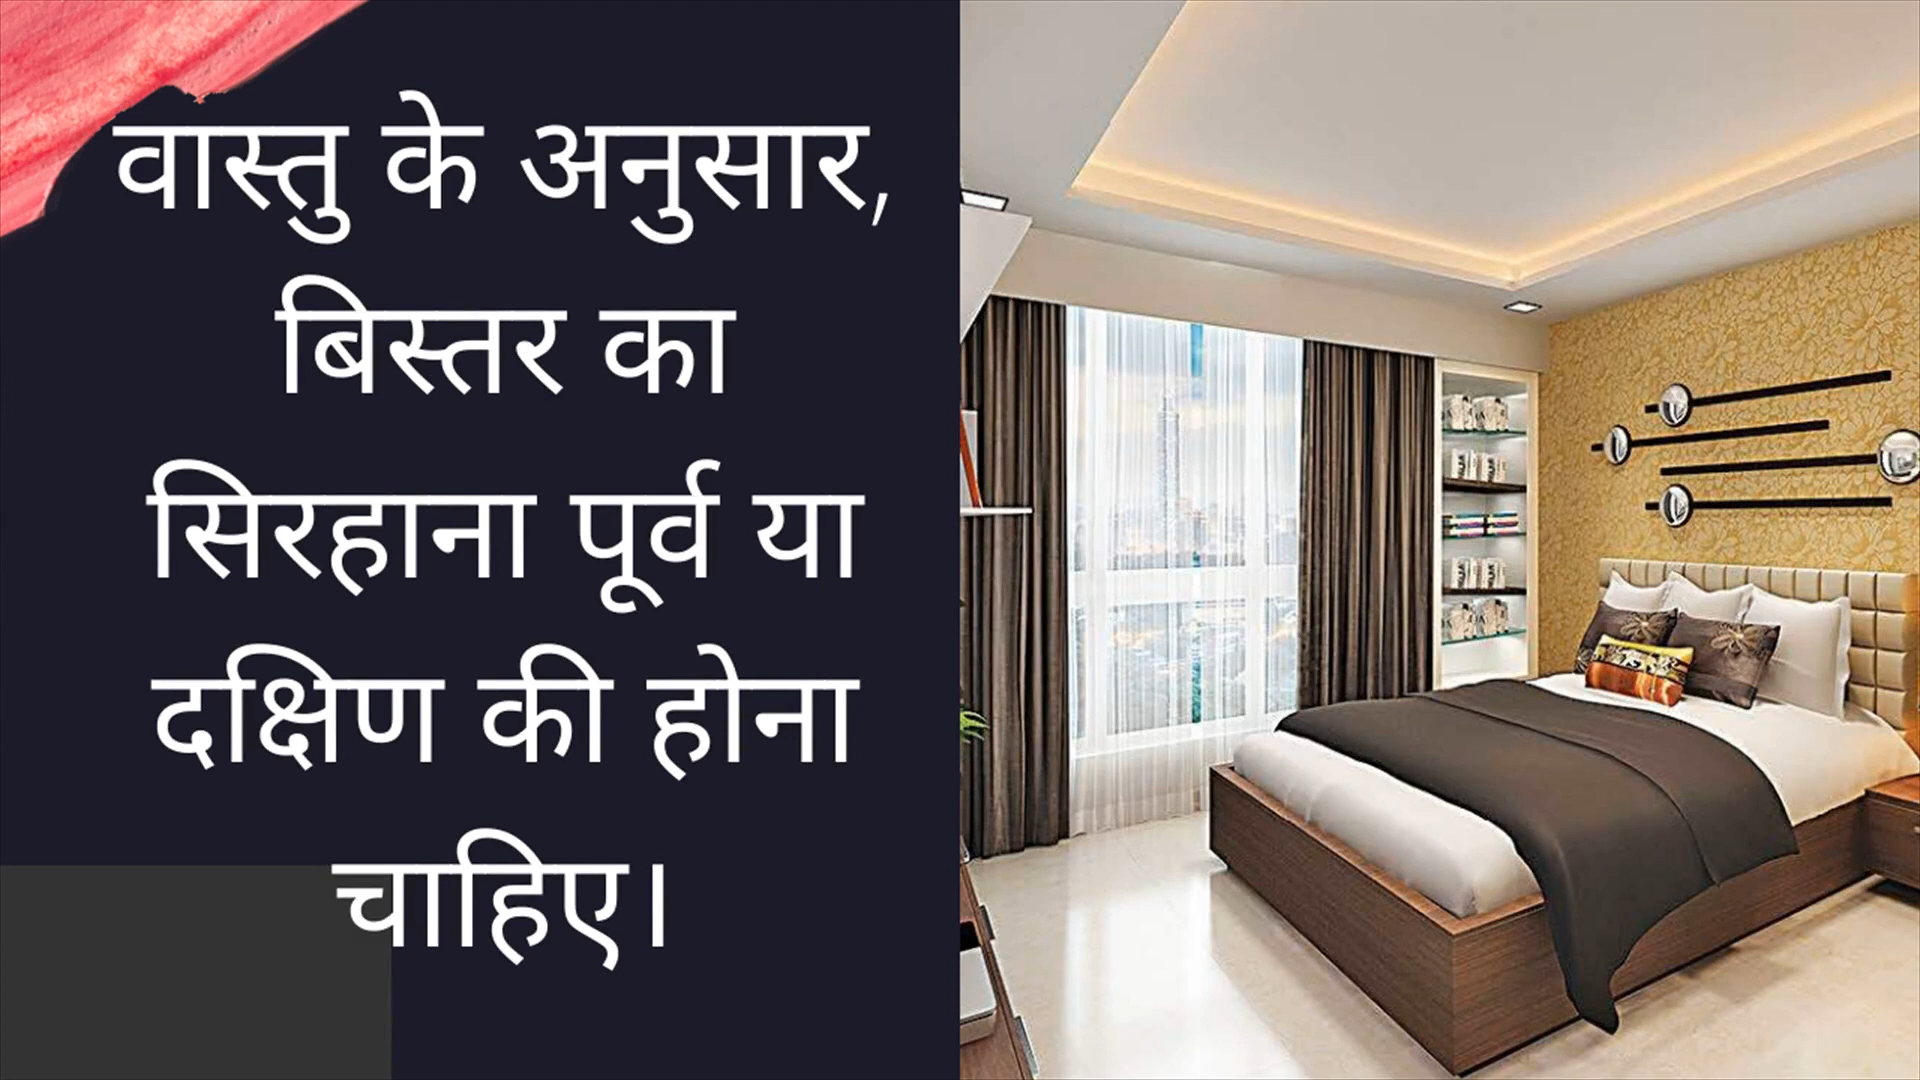 वास्तु के अनुसार,
बिस्तर का
सिरहाना पूर्व या
दक्षिण की होना
चाहिए।